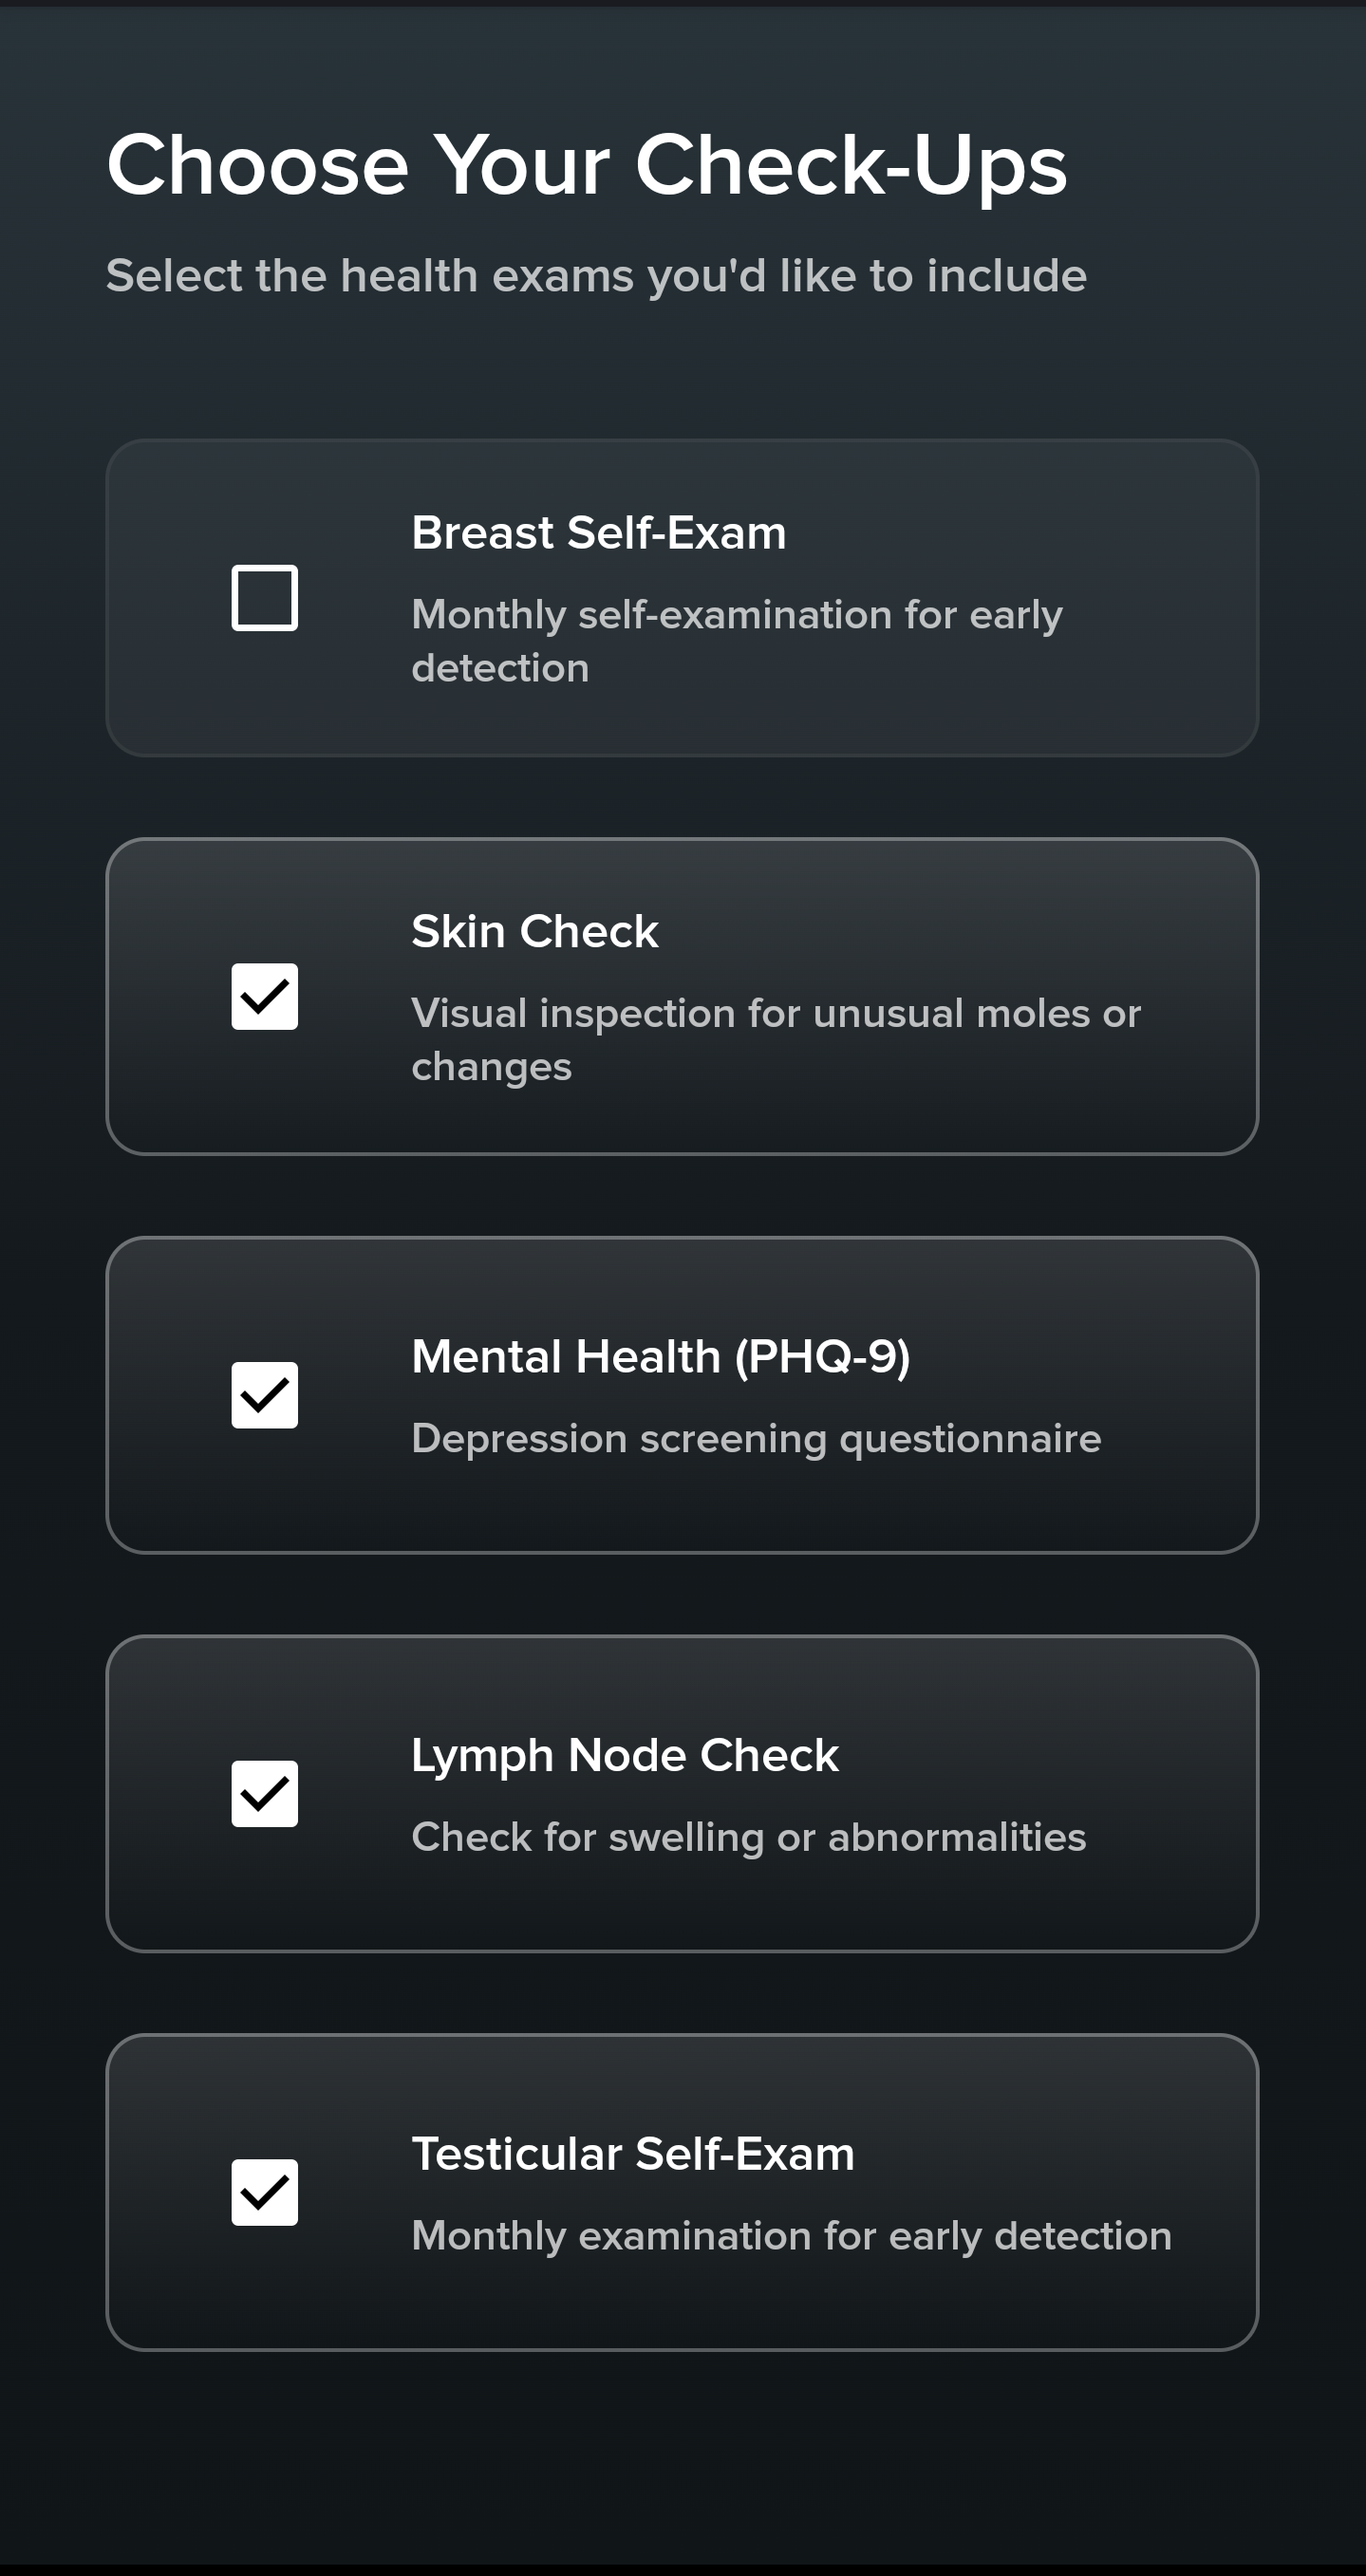 Choose Your Check-Ups
Select the health exams you'd like to include
Breast Self-Exam
Monthly self-examination for early
detection
Skin Check
Visual inspection for unusual moles or
changes
Mental Health (PHQ-9)
Depression screening questionnaire
Lymph Node Check
Check for swelling or abnormalities
Testicular Self-Exam
Monthly examination for early detection